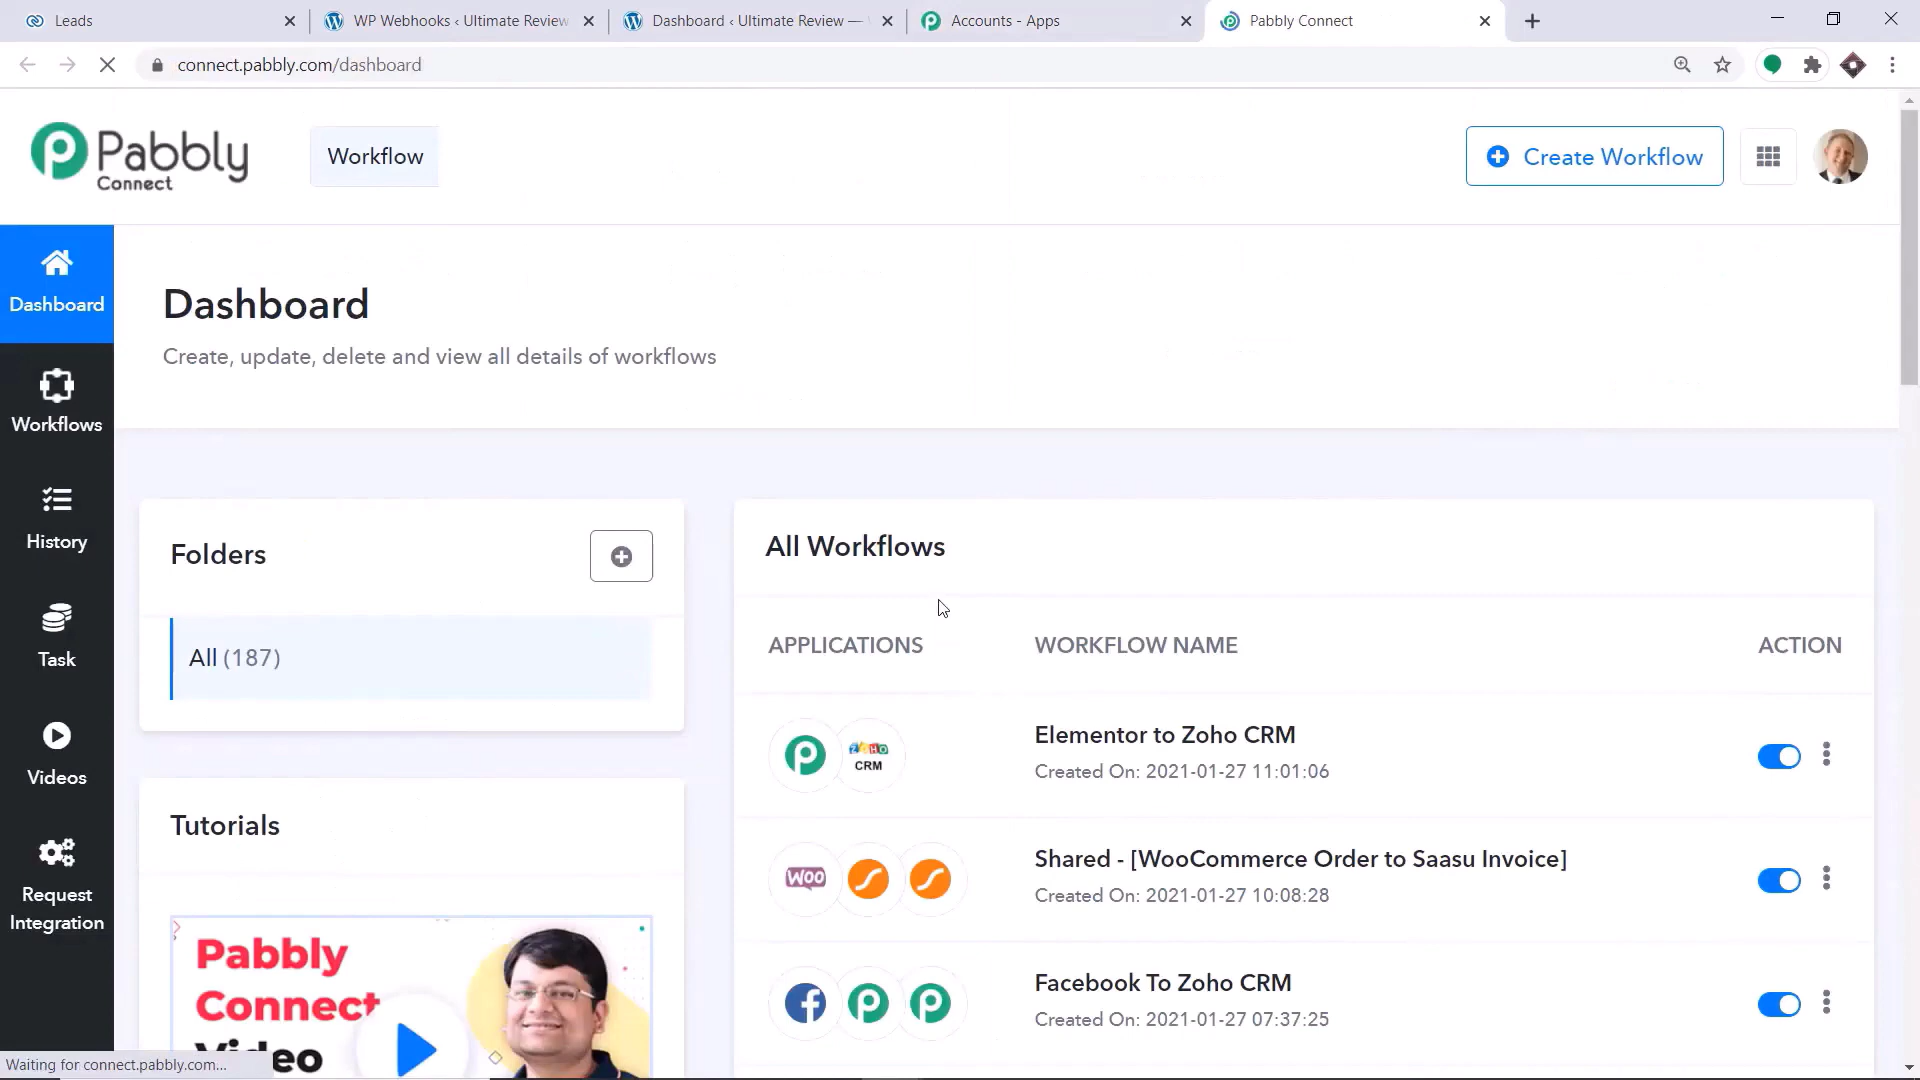 Leads
WP Webhooks ‹ Ultimate Review
Dashboard ‹ Ultimate Review —
Accounts - Apps
Pabbly Connect
connect.pabbly.com/dashboard
Pabbly
Connect
Workflow
Create Workflow
Dashboard
Workflows
History
Task
Videos
Request
Integration
Dashboard
Create, update, delete and view all details of workflows
Folders
All (187)
Tutorials
Pabbly
Connect
Video
All Workflows
APPLICATIONS WORKFLOW NAME ACTION
ZOHO
CRM
Elementor to Zoho CRM
Created On: 2021-01-27 11:01:06
WOO
Shared - [WooCommerce Order to Saasu Invoice]
Created On: 2021-01-27 10:08:28
Facebook To Zoho CRM
Created On: 2021-01-27 07:37:25
Waiting for connect.pabbly.com...